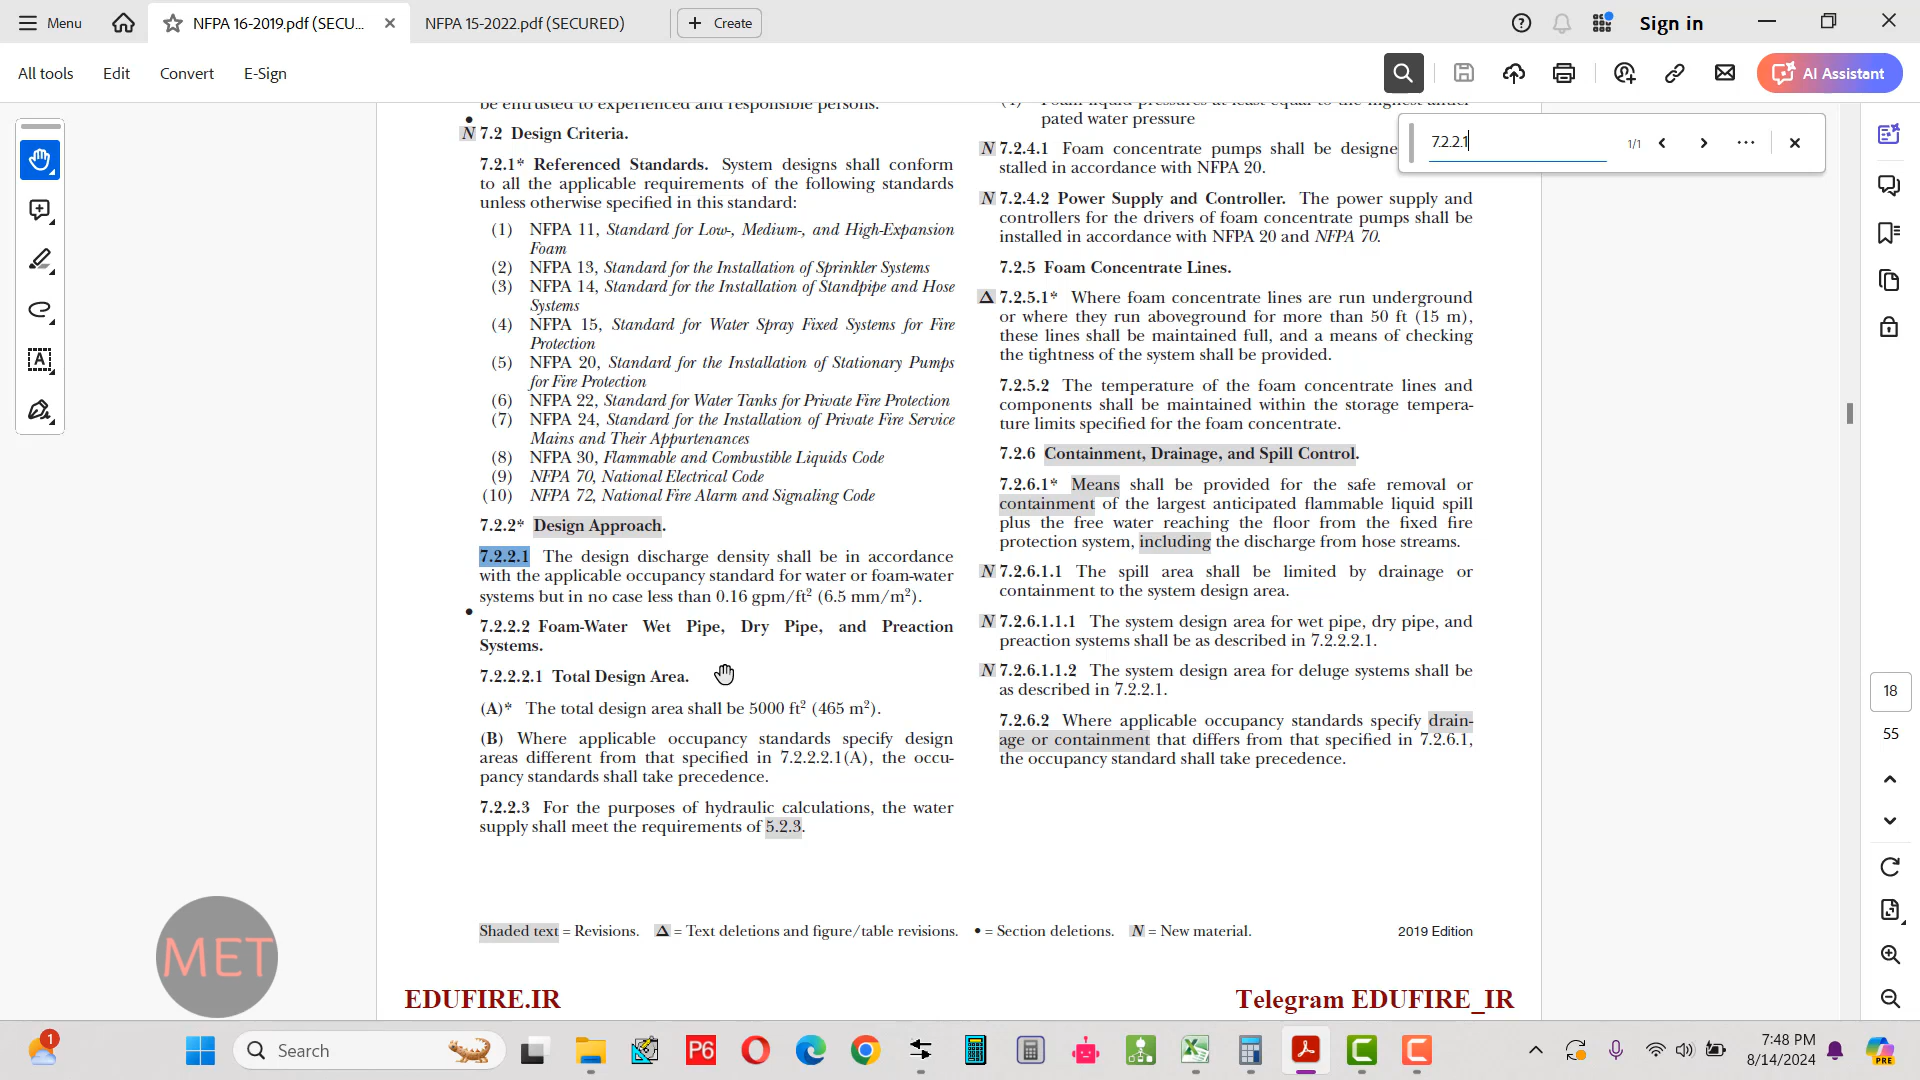 Menu
NFPA 16-2019.pdf (SECU...
NFPA 15-2022.pdf (SECURED)
Create
Sign in
All tools
Edit
Convert
E-Sign
AI Assistant
7.2.2.1
1/1
be entrusted to experienced and responsible persons.
N 7.2 Design Criteria.
7.2.1* Referenced Standards. System designs shall conform
to all the applicable requirements of the following standards
unless otherwise specified in this standard:
(1) NFPA 11, Standard for Low-, Medium-, and High-Expansion
Foam
(2) NFPA 13, Standard for the Installation of Sprinkler Systems
(3) NFPA 14, Standard for the Installation of Standpipe and Hose
Systems
(4) NFPA 15, Standard for Water Spray Fixed Systems for Fire
Protection
(5) NFPA 20, Standard for the Installation of Stationary Pumps
for Fire Protection
(6) NFPA 22, Standard for Water Tanks for Private Fire Protection
(7) NFPA 24, Standard for the Installation of Private Fire Service
Mains and Their Appurtenances
(8) NFPA 30, Flammable and Combustible Liquids Code
(9) NFPA 70, National Electrical Code
(10) NFPA 72, National Fire Alarm and Signaling Code
7.2.2* Design Approach.
7.2.2.1 The design discharge density shall be in accordance
with the applicable occupancy standard for water or foam-water
systems but in no case less than 0.16 gpm/ft² (6.5 mm/m²).
7.2.2.2 Foam-Water Wet Pipe, Dry Pipe, and Preaction
Systems.
7.2.2.2.1 Total Design Area.
(A)* The total design area shall be 5000 ft² (465 m²).
(B) Where applicable occupancy standards specify design
areas different from that specified in 7.2.2.2.1(A), the occu-
pancy standards shall take precedence.
7.2.2.3 For the purposes of hydraulic calculations, the water
supply shall meet the requirements of 5.2.3.
pated water pressure
N 7.2.4.1 Foam concentrate pumps shall be designe
stalled in accordance with NFPA 20.
N 7.2.4.2 Power Supply and Controller. The power supply and
controllers for the drivers of foam concentrate pumps shall be
installed in accordance with NFPA 20 and NFPA 70.
7.2.5 Foam Concentrate Lines.
Δ 7.2.5.1* Where foam concentrate lines are run underground
or where they run aboveground for more than 50 ft (15 m),
these lines shall be maintained full, and a means of checking
the tightness of the system shall be provided.
7.2.5.2 The temperature of the foam concentrate lines and
components shall be maintained within the storage tempera-
ture limits specified for the foam concentrate.
7.2.6 Containment, Drainage, and Spill Control.
7.2.6.1* Means shall be provided for the safe removal or
containment of the largest anticipated flammable liquid spill
plus the free water reaching the floor from the fixed fire
protection system, including the discharge from hose streams.
N 7.2.6.1.1 The spill area shall be limited by drainage or
containment to the system design area.
N 7.2.6.1.1.1 The system design area for wet pipe, dry pipe, and
preaction systems shall be as described in 7.2.2.2.1.
N 7.2.6.1.1.2 The system design area for deluge systems shall be
as described in 7.2.2.1.
7.2.6.2 Where applicable occupancy standards specify drain-
age or containment that differs from that specified in 7.2.6.1,
the occupancy standard shall take precedence.
Shaded text = Revisions. Δ = Text deletions and figure/table revisions. • = Section deletions. N = New material.
2019 Edition
EDUFIRE.IR
Telegram EDUFIRE_IR
MET
18
55
1
Search
P6
7:48 PM
8/14/2024
PRE